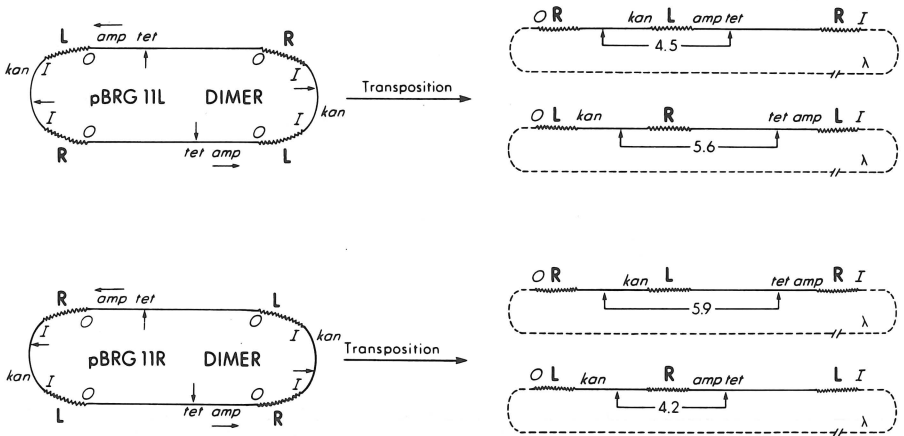 L amp tet R
O O
kan I I
pBRG 11L DIMER
I I kan
O O
R tet amp L
Transposition
O R kan L amp tet R I
4.5
λ
O L kan R tet amp L I
5.6
λ
R amp tet L
O O
I I kan
pBRG 11R DIMER
kan I I
O O
L tet amp R
Transposition
O R kan L tet amp R I
5.9
λ
O L kan R amp tet L I
4.2
λ